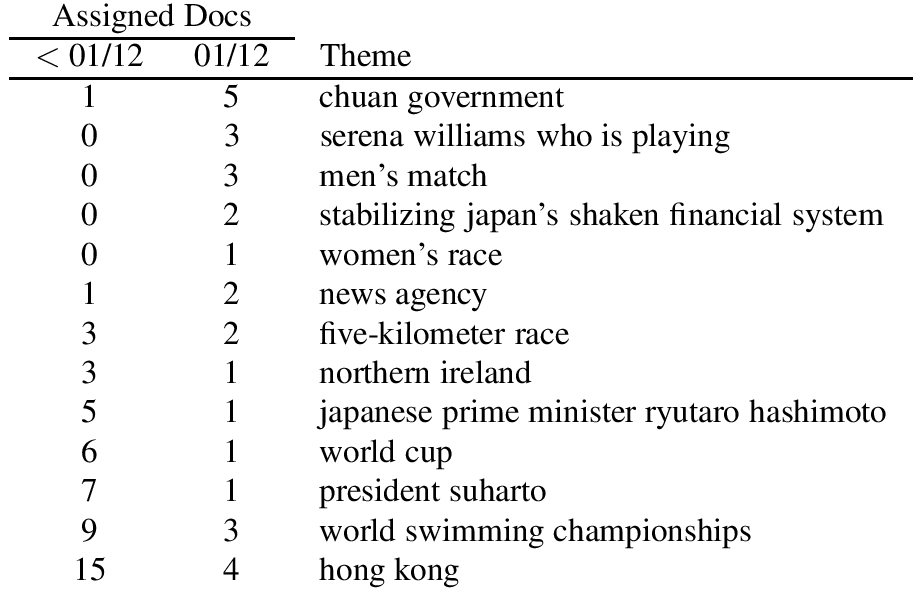 Assigned Docs
< 01/12 01/12 Theme
1 5 chuan government
0 3 serena williams who is playing
0 3 men's match
0 2 stabilizing japan's shaken financial system
0 1 women's race
1 2 news agency
3 2 five-kilometer race
3 1 northern ireland
5 1 japanese prime minister ryutaro hashimoto
6 1 world cup
7 1 president suharto
9 3 world swimming championships
15 4 hong kong